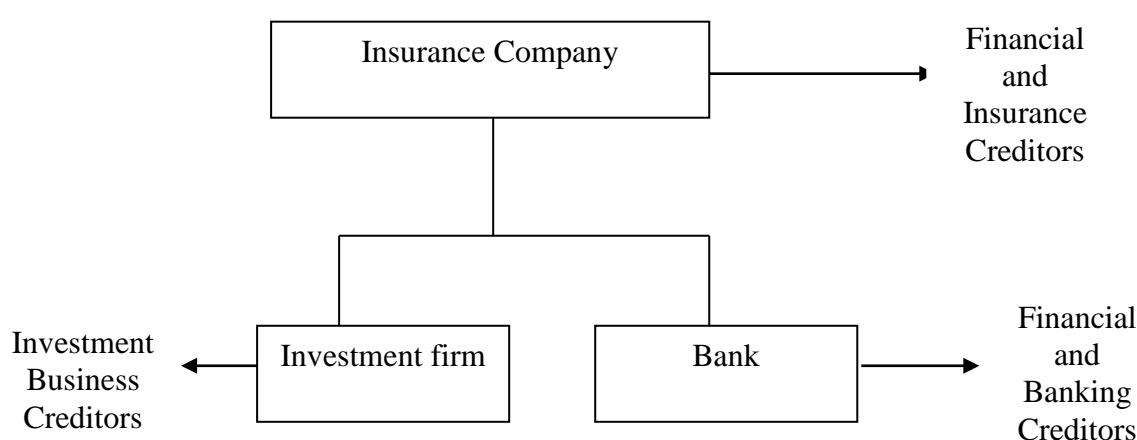 Insurance Company
Financial
and
Insurance
Creditors
Investment
Business
Creditors
Investment firm
Bank
Financial
and
Banking
Creditors